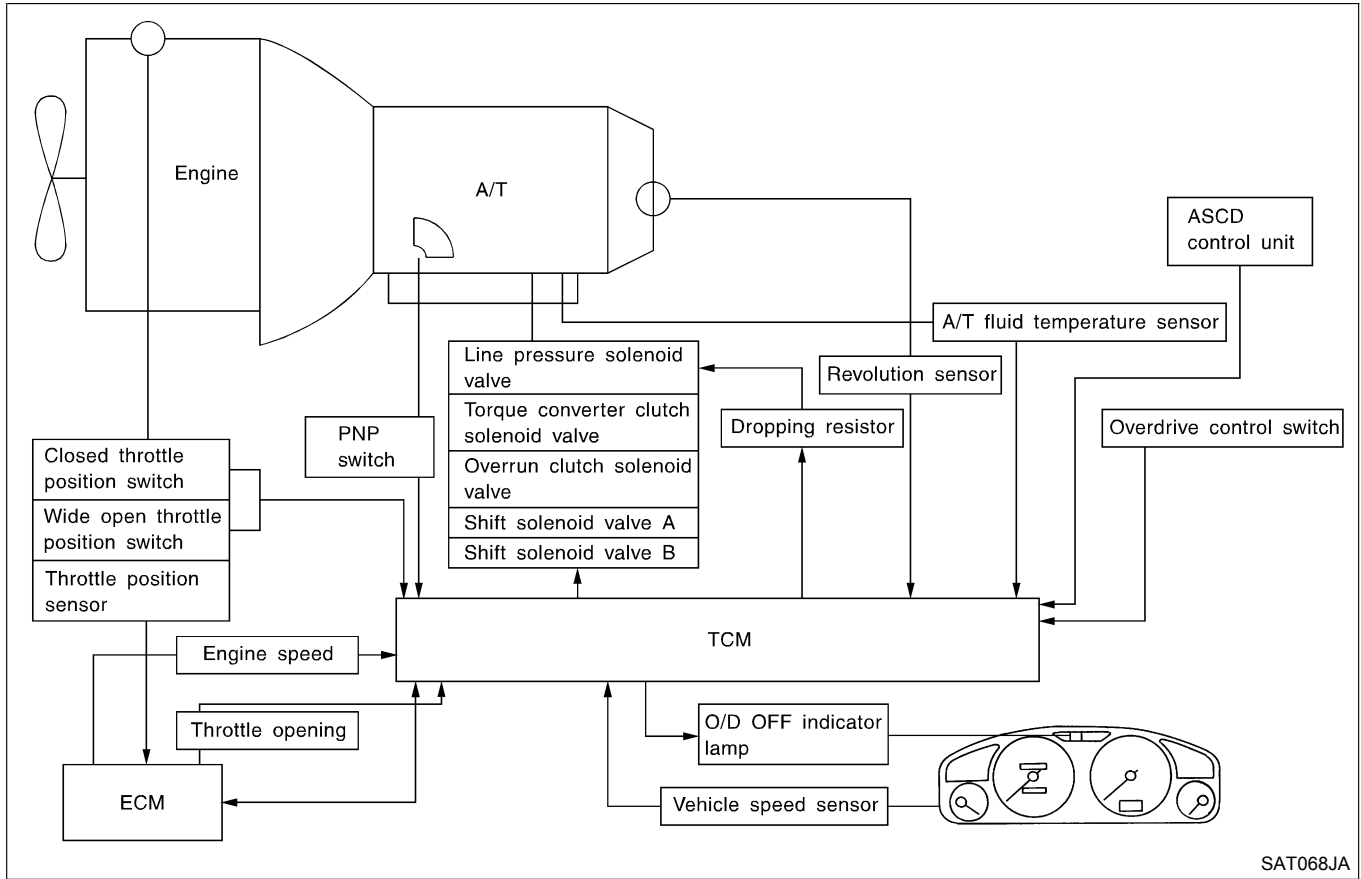 Engine
A/T
ASCD
control unit
A/T fluid temperature sensor
Line pressure solenoid
valve
Revolution sensor
Torque converter clutch
solenoid valve
Dropping resistor
Overdrive control switch
PNP
switch
Closed throttle
position switch
Overrun clutch solenoid
valve
Wide open throttle
position switch
Shift solenoid valve A
Shift solenoid valve B
Throttle position
sensor
TCM
Engine speed
Throttle opening
O/D OFF indicator
lamp
ECM
Vehicle speed sensor
SAT068JA